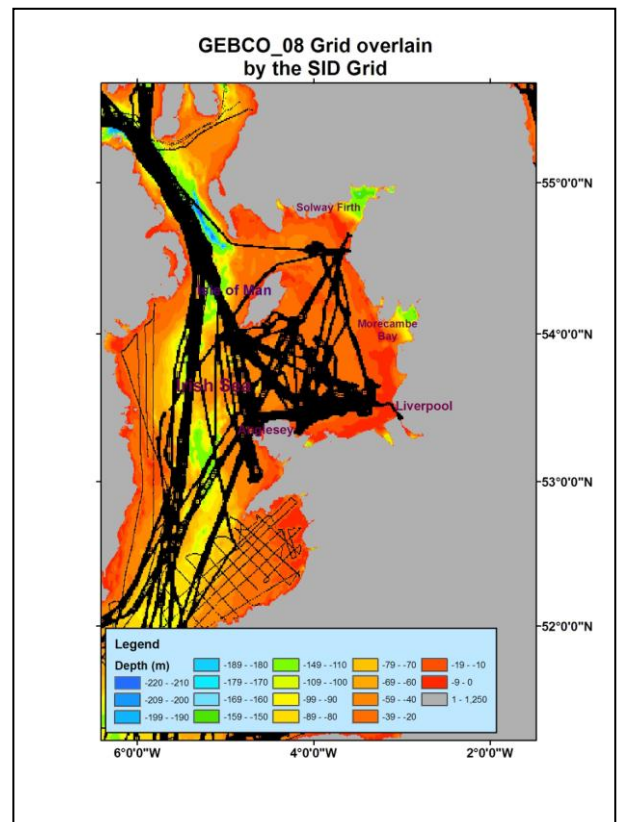 GEBCO_08 Grid overlain
by the SID Grid
55°0'0"N
Solway Firth
Isle of Man
54°0'0"N
Morecambe
Bay
Irish Sea
Liverpool
Anglesey
53°0'0"N
52°0'0"N
Legend
Depth (m)
-220 - -210
-209 - -200
-199 - -190
-189 - -180
-179 - -170
-169 - -160
-159 - -150
-149 - -110
-109 - -100
-99 - -90
-89 - -80
-79 - -70
-69 - -60
-59 - -40
-39 - -20
-19 - -10
-9 - 0
1 - 1,250
6°0'0"W
4°0'0"W
2°0'0"W